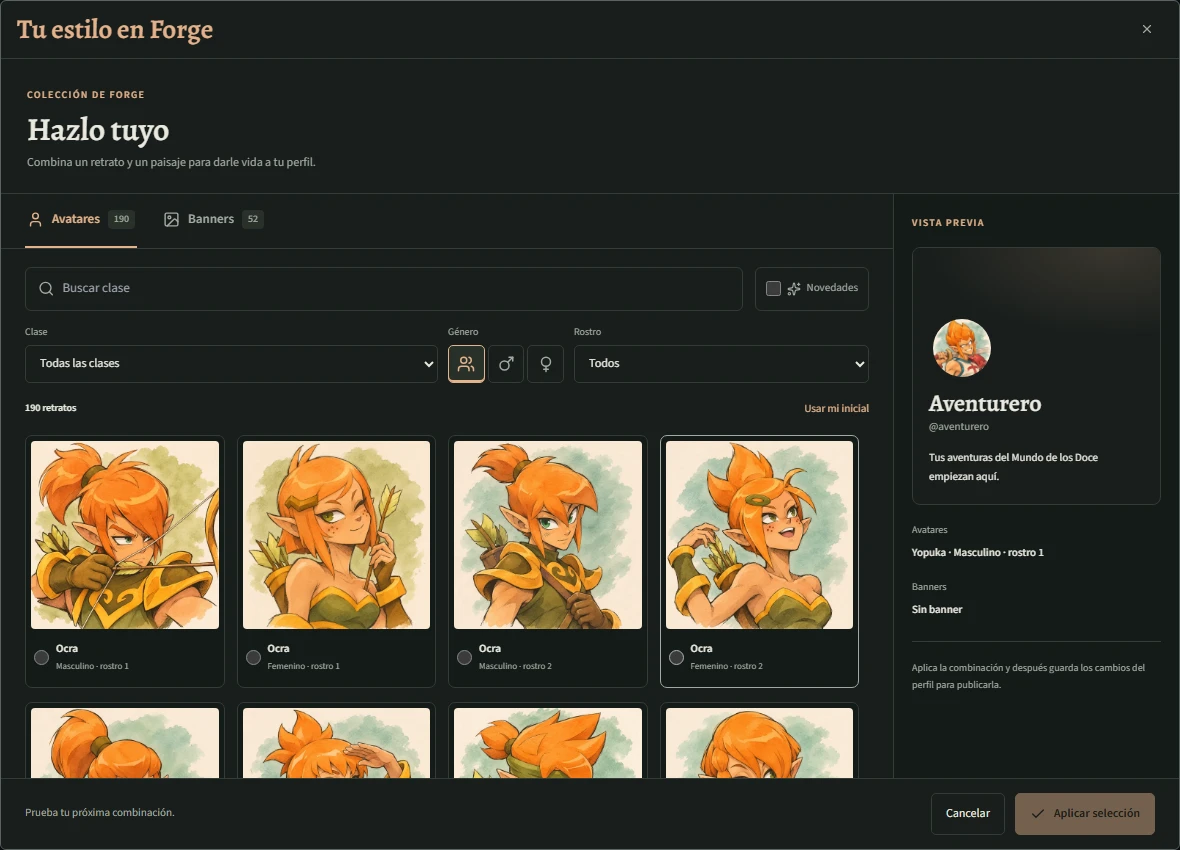 Tu estilo en Forge
COLECCIÓN DE FORGE
Hazlo tuyo
Combina un retrato y un paisaje para darle vida a tu perfil.
Avatares 190
Banners 52
Buscar clase
Novedades
Clase
Género
Rostro
Todas las clases
Todos
190 retratos
Usar mi inicial
Ocra
Masculino · rostro 1
Ocra
Femenino · rostro 1
Ocra
Masculino · rostro 2
Ocra
Femenino · rostro 2
VISTA PREVIA
Aventurero
@aventurero
Tus aventuras del Mundo de los Doce
empiezan aquí.
Avatares
Yopuka · Masculino · rostro 1
Banners
Sin banner
Aplica la combinación y después guarda los cambios del
perfil para publicarla.
Prueba tu próxima combinación.
Cancelar
Aplicar selección